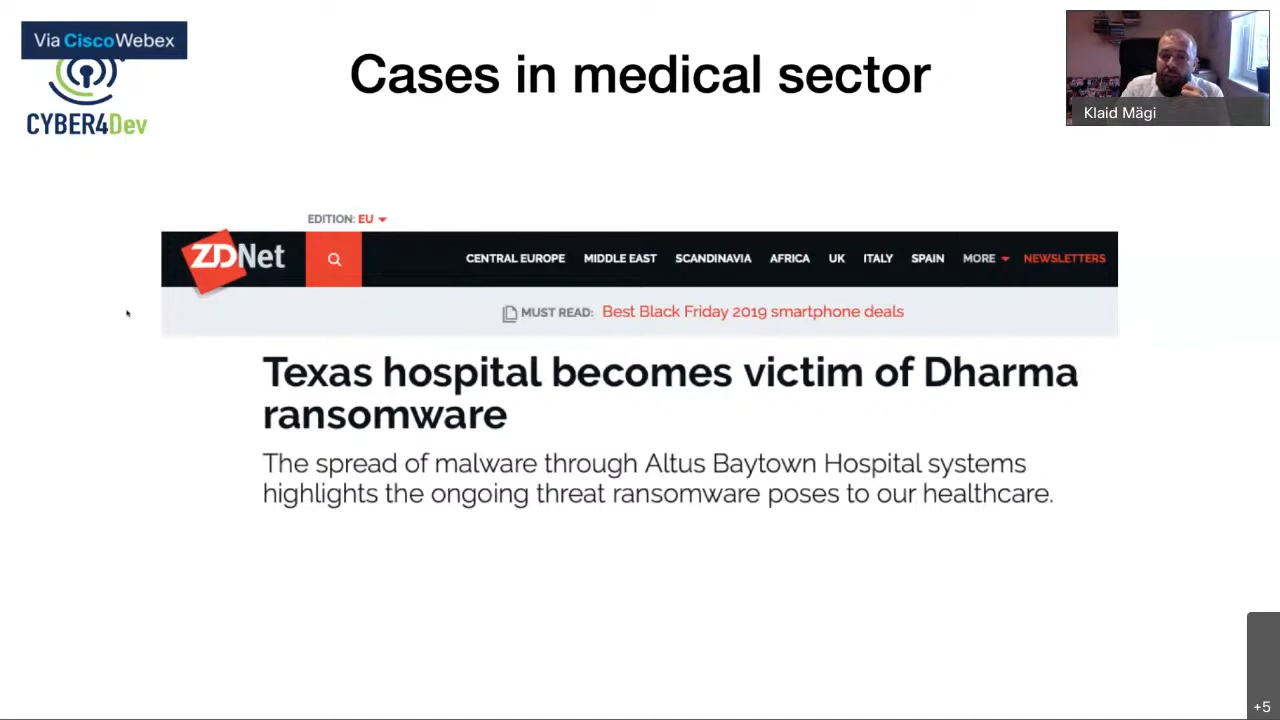 Via CiscoWebex
CYBER4Dev
Cases in medical sector
Klaid Mägi
EDITION: EU
ZDNet
CENTRAL EUROPE MIDDLE EAST SCANDINAVIA AFRICA UK ITALY SPAIN MORE NEWSLETTERS
MUST READ: Best Black Friday 2019 smartphone deals
Texas hospital becomes victim of Dharma
ransomware
The spread of malware through Altus Baytown Hospital systems
highlights the ongoing threat ransomware poses to our healthcare.
+5